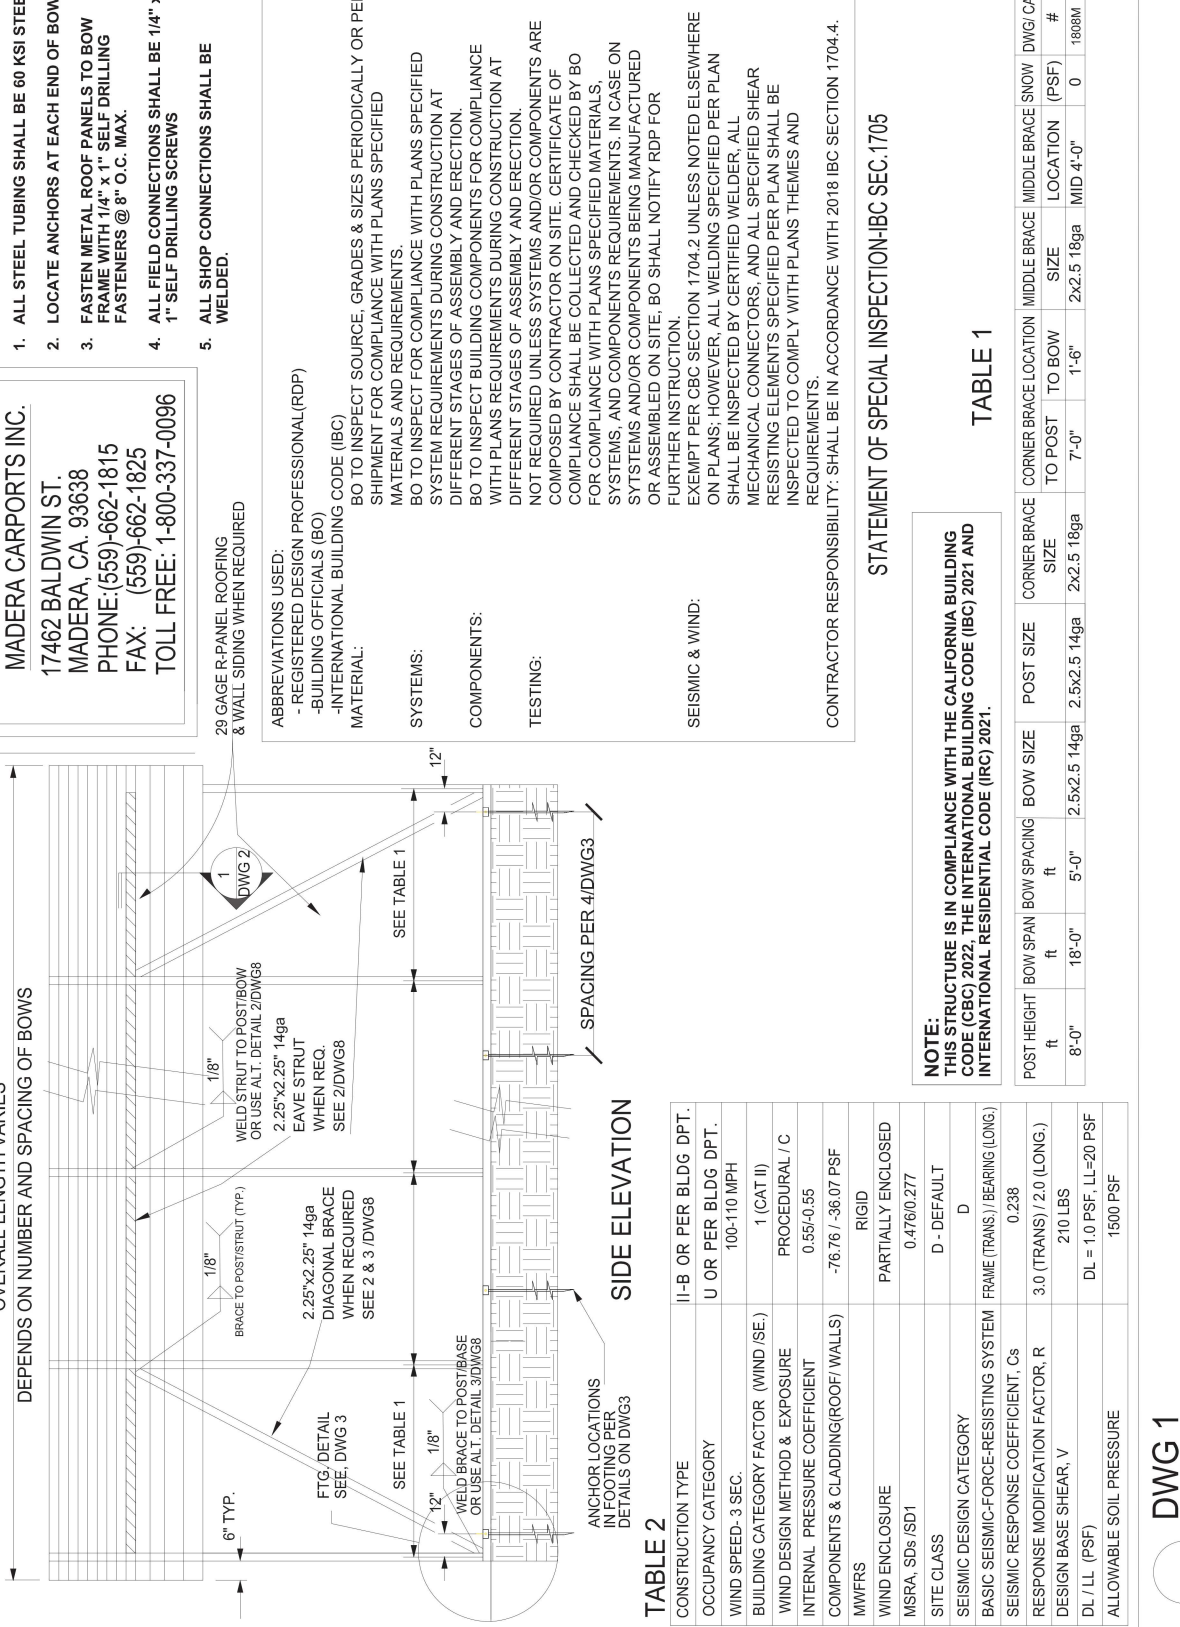 MADERA CARPORTS INC.
17462 BALDWIN ST.
MADERA, CA. 93638
PHONE:(559)-662-1815
FAX: (559)-662-1825
TOLL FREE: 1-800-337-0096
1. ALL STEEL TUBING SHALL BE 60 KSI STEE
2. LOCATE ANCHORS AT EACH END OF BOW
3. FASTEN METAL ROOF PANELS TO BOW
FRAME WITH 1/4" x 1" SELF DRILLING
FASTENERS @ 8" O.C. MAX.
4. ALL FIELD CONNECTIONS SHALL BE 1/4" x
1" SELF DRILLING SCREWS
5. ALL SHOP CONNECTIONS SHALL BE
WELDED.
OVERALL LENGTH VARIES
DEPENDS ON NUMBER AND SPACING OF BOWS
6" TYP.
29 GAGE R-PANEL ROOFING
& WALL SIDING WHEN REQUIRED
1
DWG 2
1/8"
WELD STRUT TO POST/BOW
OR USE ALT. DETAIL 2/DWG8
2.25"x2.25" 14ga
EAVE STRUT
WHEN REQ.
SEE 2/DWG8
1/8"
BRACE TO POST/STRUT (TYP.)
2.25"x2.25" 14ga
DIAGONAL BRACE
WHEN REQUIRED
SEE 2 & 3 /DWG8
FTG. DETAIL
SEE, DWG 3
SEE TABLE 1
SEE TABLE 1
12"
12"
1/8"
WELD BRACE TO POST/BASE
OR USE ALT. DETAIL 3/DWG8
ANCHOR LOCATIONS
IN FOOTING PER
DETAILS ON DWG3
SPACING PER 4/DWG3
SIDE ELEVATION
ABBREVIATIONS USED:
- REGISTERED DESIGN PROFESSIONAL(RDP)
-BUILDING OFFICIALS (BO)
-INTERNATIONAL BUILDING CODE (IBC)
MATERIAL: BO TO INSPECT SOURCE, GRADES & SIZES PERIODICALLY OR PE
SHIPMENT FOR COMPLIANCE WITH PLANS SPECIFIED
MATERIALS AND REQUIREMENTS.
SYSTEMS: BO TO INSPECT FOR COMPLIANCE WITH PLANS SPECIFIED
SYSTEM REQUIREMENTS DURING CONSTRUCTION AT
DIFFERENT STAGES OF ASSEMBLY AND ERECTION.
COMPONENTS: BO TO INSPECT BUILDING COMPONENTS FOR COMPLIANCE
WITH PLANS REQUIREMENTS DURING CONSTRUCTION AT
DIFFERENT STAGES OF ASSEMBLY AND ERECTION.
TESTING: NOT REQUIRED UNLESS SYSTEMS AND/OR COMPONENTS ARE
COMPOSED BY CONTRACTOR ON SITE. CERTIFICATE OF
COMPLIANCE SHALL BE COLLECTED AND CHECKED BY BO
FOR COMPLIANCE WITH PLANS SPECIFIED MATERIALS,
SYSTEMS, AND COMPONENTS REQUIREMENTS. IN CASE ON
SYTSTEMS AND/OR COMPONENTS BEING MANUFACTURED
OR ASSEMBLED ON SITE, BO SHALL NOTIFY RDP FOR
FURTHER INSTRUCTION.
SEISMIC & WIND: EXEMPT PER CBC SECTION 1704.2 UNLESS NOTED ELSEWHERE
ON PLANS; HOWEVER, ALL WELDING SPECIFIED PER PLAN
SHALL BE INSPECTED BY CERTIFIED WELDER, ALL
MECHANICAL CONNECTORS, AND ALL SPECIFIED SHEAR
RESISTING ELEMENTS SPECIFIED PER PLAN SHALL BE
INSPECTED TO COMPLY WITH PLANS THEMES AND
REQUIREMENTS.
CONTRACTOR RESPONSIBILITY: SHALL BE IN ACCORDANCE WITH 2018 IBC SECTION 1704.4.
STATEMENT OF SPECIAL INSPECTION-IBC SEC.1705
TABLE 2
CONSTRUCTION TYPE II-B OR PER BLDG DPT.
OCCUPANCY CATEGORY U OR PER BLDG DPT.
WIND SPEED- 3 SEC. 100-110 MPH
BUILDING CATEGORY FACTOR (WIND /SE.) 1 (CAT II)
WIND DESIGN METHOD & EXPOSURE PROCEDURAL / C
INTERNAL PRESSURE COEFFICIENT 0.55/-0.55
COMPONENTS & CLADDING(ROOF/ WALLS) -76.76 / -36.07 PSF
MWFRS RIGID
WIND ENCLOSURE PARTIALLY ENCLOSED
MSRA, SDs /SD1 0.476/0.277
SITE CLASS D - DEFAULT
SEISMIC DESIGN CATEGORY D
BASIC SEISMIC-FORCE-RESISTING SYSTEM FRAME (TRANS.) / BEARING (LONG.)
SEISMIC RESPONSE COEFFICIENT, Cs 0.238
RESPONSE MODIFICATION FACTOR, R 3.0 (TRANS) / 2.0 (LONG.)
DESIGN BASE SHEAR, V 210 LBS
DL / LL (PSF) DL = 1.0 PSF, LL=20 PSF
ALLOWABLE SOIL PRESSURE 1500 PSF
NOTE:
THIS STRUCTURE IS IN COMPLIANCE WITH THE CALIFORNIA BUILDING
CODE (CBC) 2022, THE INTERNATIONAL BUILDING CODE (IBC) 2021 AND
INTERNATIONAL RESIDENTIAL CODE (IRC) 2021.
TABLE 1
POST HEIGHT BOW SPAN BOW SPACING BOW SIZE POST SIZE CORNER BRACE CORNER BRACE LOCATION MIDDLE BRACE MIDDLE BRACE SNOW DWG/ CA
ft ft ft SIZE TO POST TO BOW SIZE LOCATION (PSF) #
8'-0" 18'-0" 5'-0" 2.5x2.5 14ga 2.5x2.5 14ga 2x2.5 18ga 7'-0" 1'-6" 2x2.5 18ga MID 4'-0" 0 1808M
DWG 1